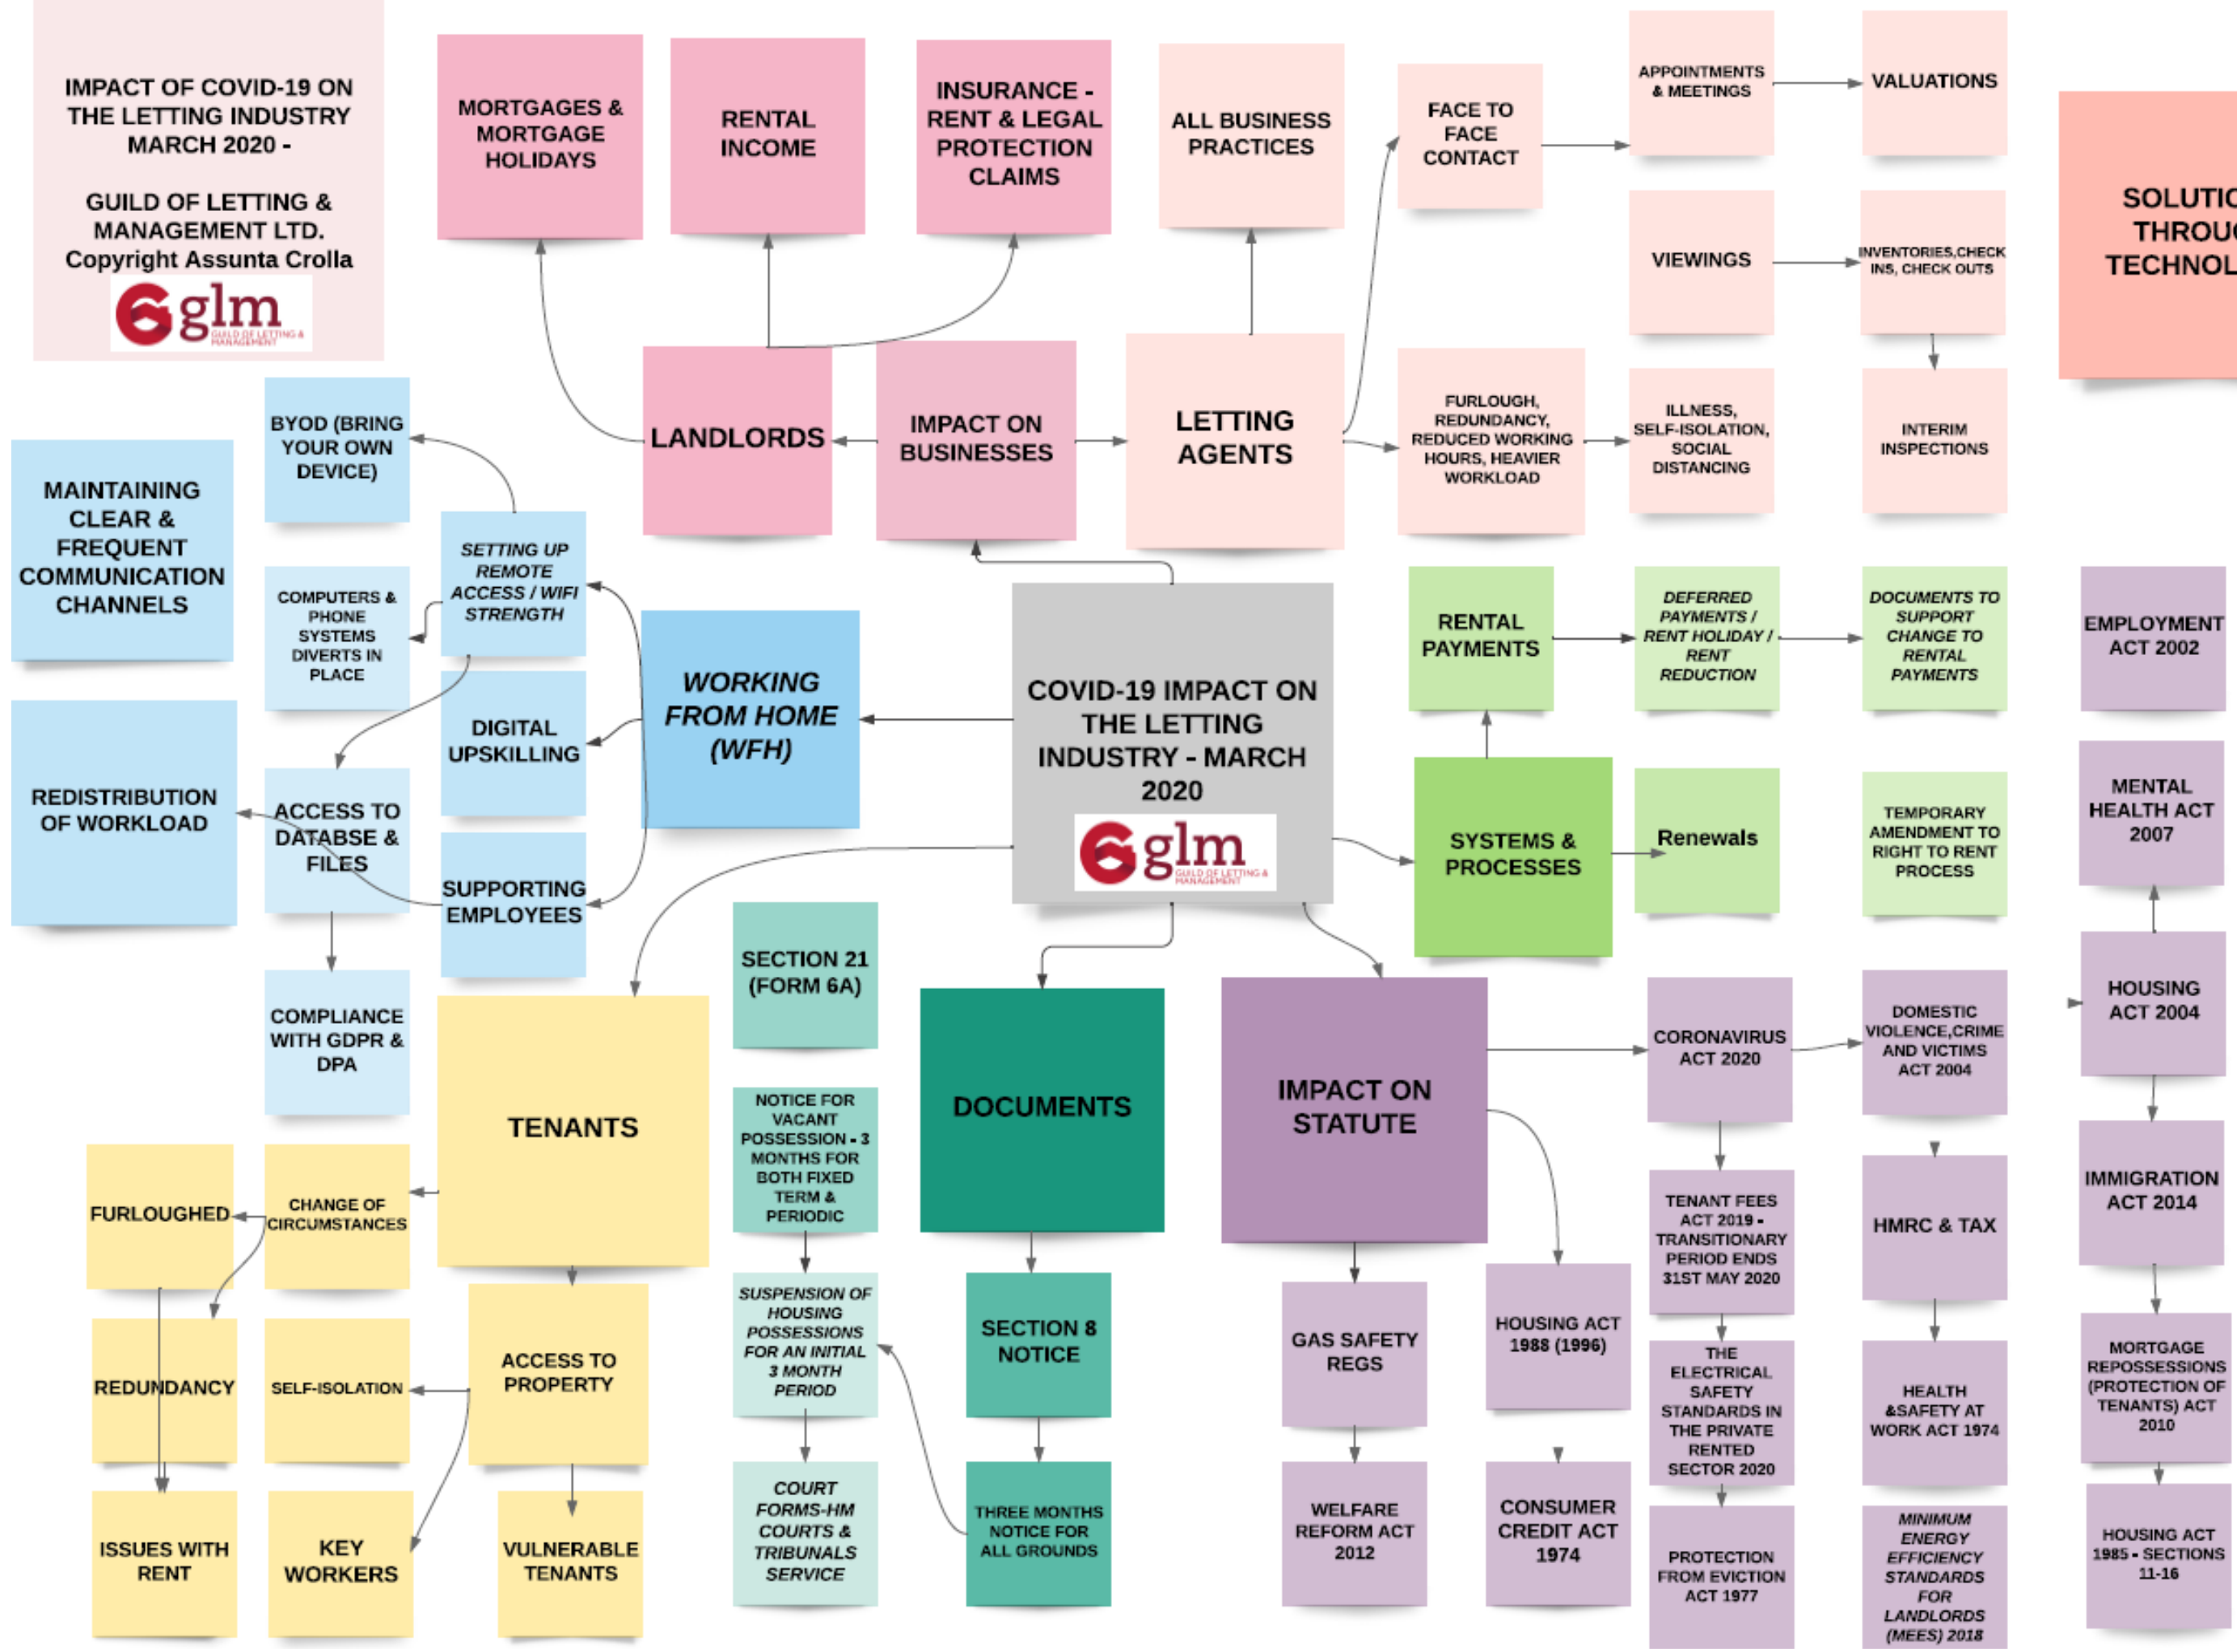 IMPACT OF COVID-19 ON
THE LETTING INDUSTRY
MARCH 2020 -
GUILD OF LETTING &
MANAGEMENT LTD.
Copyright Assunta Crolla
glm
GUILD OF LETTING &
MANAGEMENT
MORTGAGES &
MORTGAGE
HOLIDAYS
RENTAL
INCOME
INSURANCE -
RENT & LEGAL
PROTECTION
CLAIMS
ALL BUSINESS
PRACTICES
FACE TO
FACE
CONTACT
APPOINTMENTS
& MEETINGS
VALUATIONS
VIEWINGS
INVENTORIES,CHECK
INS, CHECK OUTS
LANDLORDS
IMPACT ON
BUSINESSES
LETTING
AGENTS
FURLOUGH,
REDUNDANCY,
REDUCED WORKING
HOURS, HEAVIER
WORKLOAD
ILLNESS,
SELF-ISOLATION,
SOCIAL
DISTANCING
INTERIM
INSPECTIONS
BYOD (BRING
YOUR OWN
DEVICE)
MAINTAINING
CLEAR &
FREQUENT
COMMUNICATION
CHANNELS
SETTING UP
REMOTE
ACCESS / WIFI
STRENGTH
COMPUTERS &
PHONE
SYSTEMS
DIVERTS IN
PLACE
WORKING
FROM HOME
(WFH)
DIGITAL
UPSKILLING
REDISTRIBUTION
OF WORKLOAD
ACCESS TO
DATABSE &
FILES
SUPPORTING
EMPLOYEES
COMPLIANCE
WITH GDPR &
DPA
COVID-19 IMPACT ON
THE LETTING
INDUSTRY - MARCH
2020
glm
GUILD OF LETTING &
MANAGEMENT
RENTAL
PAYMENTS
DEFERRED
PAYMENTS /
RENT HOLIDAY /
RENT
REDUCTION
DOCUMENTS TO
SUPPORT
CHANGE TO
RENTAL
PAYMENTS
SYSTEMS &
PROCESSES
Renewals
TEMPORARY
AMENDMENT TO
RIGHT TO RENT
PROCESS
EMPLOYMENT
ACT 2002
MENTAL
HEALTH ACT
2007
HOUSING
ACT 2004
IMMIGRATION
ACT 2014
MORTGAGE
REPOSSESSIONS
(PROTECTION OF
TENANTS) ACT
2010
HOUSING ACT
1985 - SECTIONS
11-16
TENANTS
FURLOUGHED
CHANGE OF
CIRCUMSTANCES
REDUNDANCY
SELF-ISOLATION
ACCESS TO
PROPERTY
ISSUES WITH
RENT
KEY
WORKERS
VULNERABLE
TENANTS
SECTION 21
(FORM 6A)
NOTICE FOR
VACANT
POSSESSION - 3
MONTHS FOR
BOTH FIXED
TERM &
PERIODIC
SUSPENSION OF
HOUSING
POSSESSIONS
FOR AN INITIAL
3 MONTH
PERIOD
COURT
FORMS-HM
COURTS &
TRIBUNALS
SERVICE
DOCUMENTS
SECTION 8
NOTICE
THREE MONTHS
NOTICE FOR
ALL GROUNDS
IMPACT ON
STATUTE
GAS SAFETY
REGS
WELFARE
REFORM ACT
2012
HOUSING ACT
1988 (1996)
CONSUMER
CREDIT ACT
1974
CORONAVIRUS
ACT 2020
TENANT FEES
ACT 2019 -
TRANSITIONARY
PERIOD ENDS
31ST MAY 2020
THE
ELECTRICAL
SAFETY
STANDARDS IN
THE PRIVATE
RENTED
SECTOR 2020
PROTECTION
FROM EVICTION
ACT 1977
DOMESTIC
VIOLENCE,CRIME
AND VICTIMS
ACT 2004
HMRC & TAX
HEALTH
&SAFETY AT
WORK ACT 1974
MINIMUM
ENERGY
EFFICIENCY
STANDARDS
FOR
LANDLORDS
(MEES) 2018